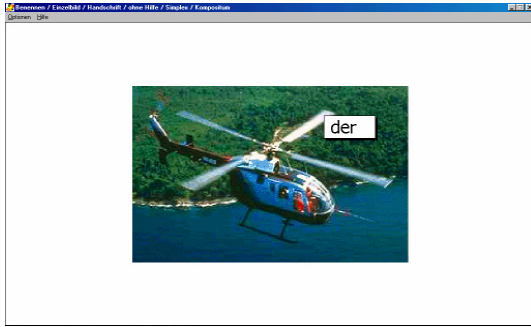 Benennen / Einzelbild / Handschrift / ohne Hilfe / Simplex / Kompositum
Optionen Hilfe
der